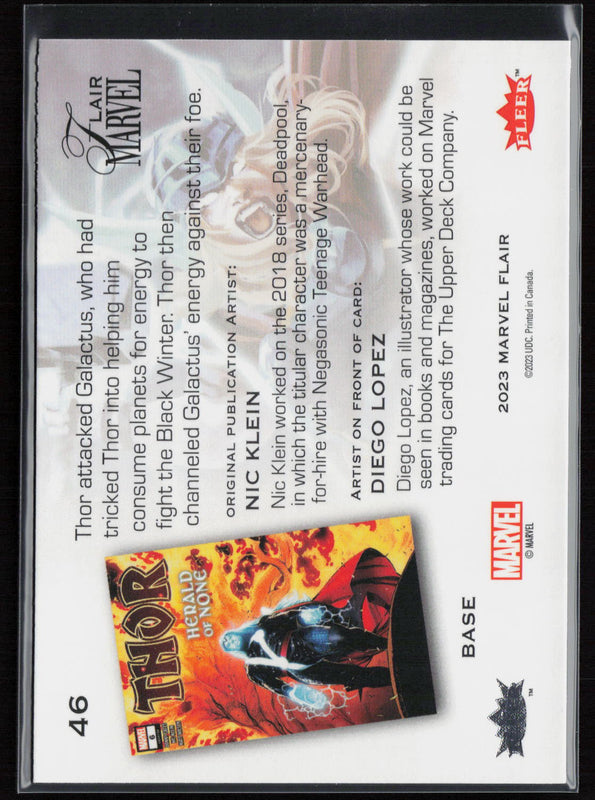 46
FLAIR
MARVEL
Thor attacked Galactus, who had
tricked Thor into helping him
consume planets for energy to
fight the Black Winter. Thor then
channeled Galactus' energy against their foe.
ORIGINAL PUBLICATION ARTIST:
NIC KLEIN
Nic Klein worked on the 2018 series, Deadpool,
in which the titular character was a mercenary-
for-hire with Negasonic Teenage Warhead.
ARTIST ON FRONT OF CARD:
DIEGO LOPEZ
Diego Lopez, an illustrator whose work could be
seen in books and magazines, worked on Marvel
trading cards for The Upper Deck Company.
THOR
HERALD
OF NONE
MARVEL
6
BASE
MARVEL
© MARVEL
2023 MARVEL FLAIR
©2023 UDC. Printed in Canada.
FLEER™
™